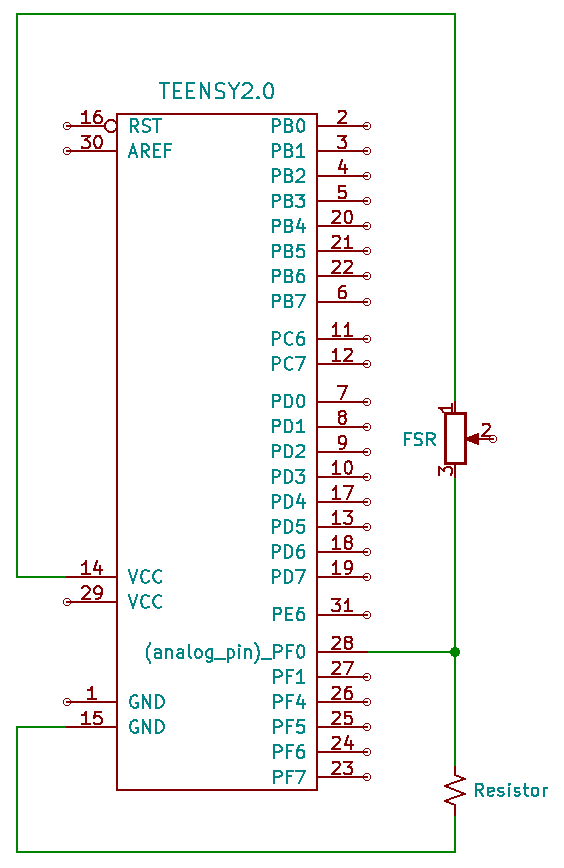 TEENSY2.0
16 RST PB0 2
30 AREF PB1 3
PB2 4
PB3 5
PB4 20
PB5 21
PB6 22
PB7 6
PC6 11
PC7 12
PD0 7
1
PD1 8
FSR 2
PD2 9
3
PD3 10
PD4 17
PD5 13
PD6 18
14 VCC PD7 19
29 VCC
PE6 31
(analog_pin)_PF0 28
PF1 27
1 GND PF4 26
15 GND PF5 25
PF6 24
PF7 23
Resistor